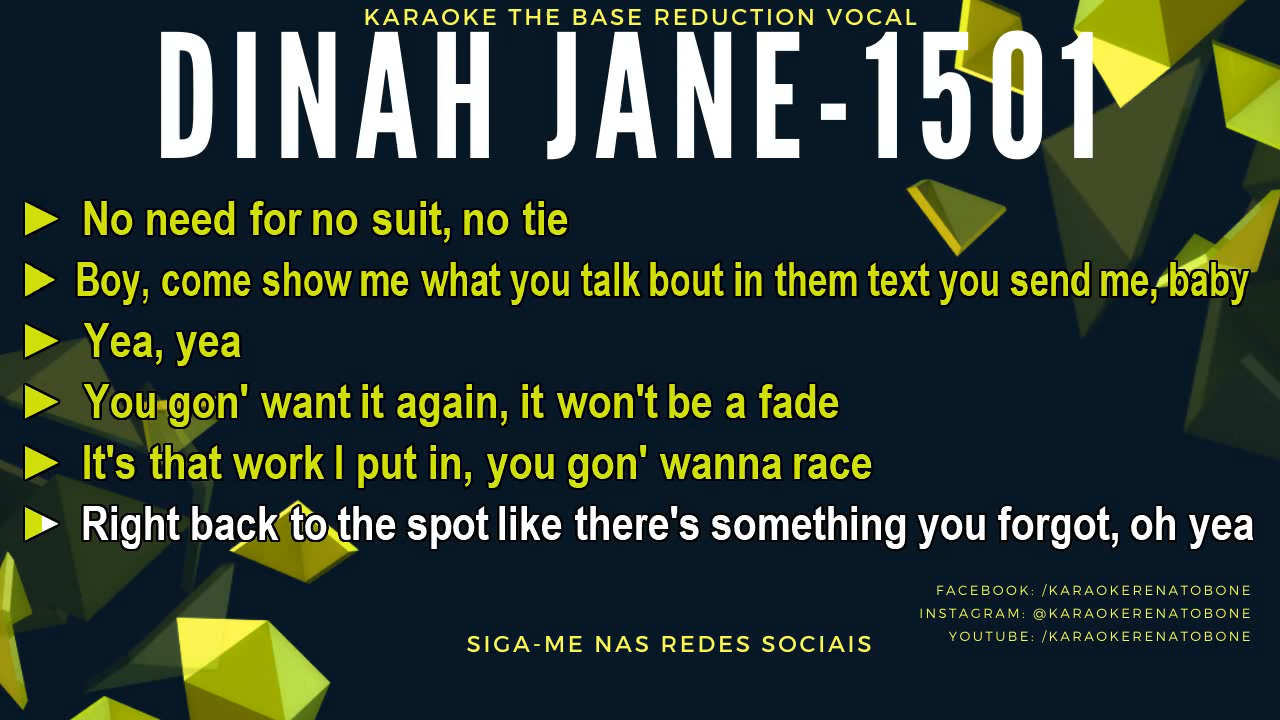 KARAOKE THE BASE REDUCTION VOCAL
DINAH JANE-1501
► No need for no suit, no tie
► Boy, come show me what you talk bout in them text you send me, baby
► Yea, yea
► You gon' want it again, it won't be a fade
► It's that work I put in, you gon' wanna race
► Right back to the spot like there's something you forgot, oh yea
FACEBOOK: /KARAOKERENATOBONE
INSTAGRAM: @KARAOKERENATOBONE
YOUTUBE: /KARAOKERENATOBONE
SIGA-ME NAS REDES SOCIAIS